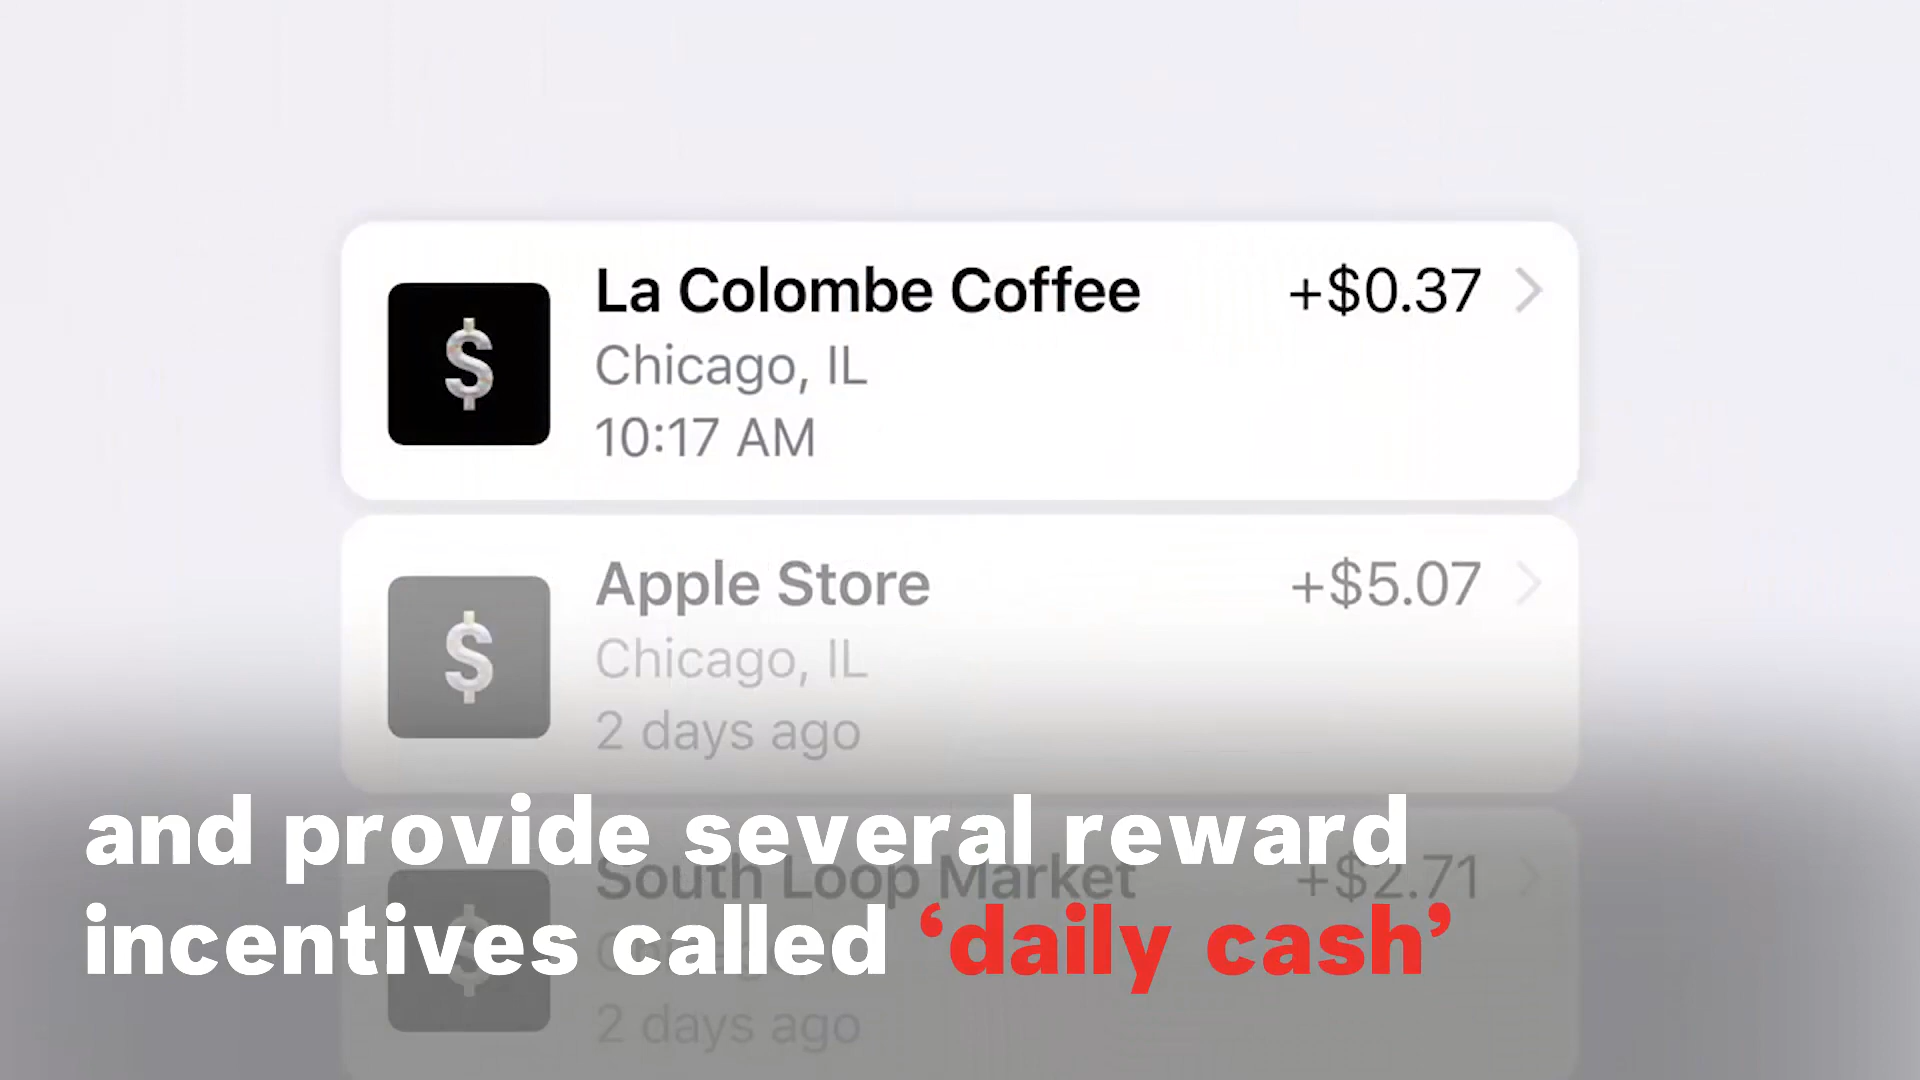 La Colombe Coffee +$0.37
Chicago, IL
10:17 AM
Apple Store +$5.07
Chicago, IL
2 days ago
and provide several reward
South Loop Market +$2.71
incentives called ‘daily cash’
2 days ago